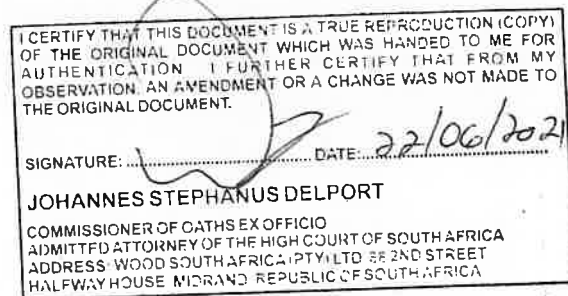 I CERTIFY THAT THIS DOCUMENT IS A TRUE REPRODUCTION (COPY)
OF THE ORIGINAL DOCUMENT WHICH WAS HANDED TO ME FOR
AUTHENTICATION I FURTHER CERTIFY THAT FROM MY
OBSERVATION, AN AMENDMENT OR A CHANGE WAS NOT MADE TO
THE ORIGINAL DOCUMENT.
SIGNATURE: DATE: 22/06/2021
JOHANNES STEPHANUS DELPORT
COMMISSIONER OF OATHS EX OFFICIO
ADMITTED ATTORNEY OF THE HIGH COURT OF SOUTH AFRICA
ADDRESS: WOOD SOUTH AFRICA (PTY) LTD 2ND STREET
HALFWAY HOUSE MIDRAND REPUBLIC OF SOUTH AFRICA